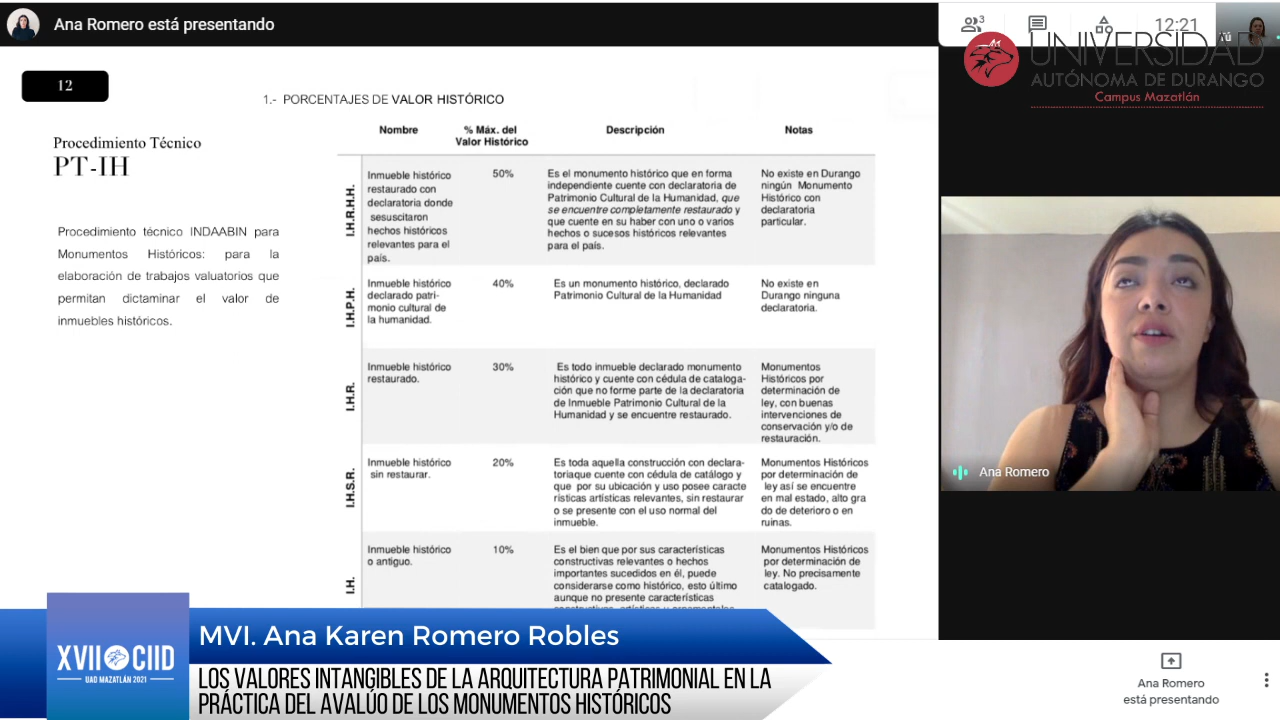 Ana Romero está presentando
3
12:21
Tú
UNIVERSIDAD
AUTÓNOMA DE DURANGO
Campus Mazatlán
12
1.- PORCENTAJES DE VALOR HISTÓRICO
Procedimiento Técnico
PT-IH
Procedimiento técnico INDAABIN para
Monumentos Históricos: para la
elaboración de trabajos valuatorios que
permitan dictaminar el valor de
inmuebles históricos.
Nombre
% Máx. del
Valor Histórico
Descripción
Notas
I.H.R.H.H.
Inmueble histórico
restaurado con
declaratoria donde
sesuscitaron
hechos históricos
relevantes para el
país.
50%
Es el monumento histórico que en forma
independiente cuente con declaratoria de
Patrimonio Cultural de la Humanidad, que
se encuentre completamente restaurado y
que cuente en su haber con uno o varios
hechos o sucesos históricos relevantes
para el país.
No existe en Durango
ningún Monumento
Histórico con
declaratoria
particular.
I.H.P.H.
Inmueble histórico
declarado patri-
monio cultural de
la humanidad.
40%
Es un monumento histórico, declarado
Patrimonio Cultural de la Humanidad
No existe en
Durango ninguna
declaratoria.
I.H.R.
Inmueble histórico
restaurado.
30%
Es todo inmueble declarado monumento
histórico y cuente con cédula de cataloga-
ción que no forme parte de la declaratoria
de Inmueble Patrimonio Cultural de la
Humanidad y se encuentre restaurado.
Monumentos
Históricos por
determinación de
ley, con buenas
intervenciones de
conservación y/o de
restauración.
I.H.S.R.
Inmueble histórico
sin restaurar.
20%
Es toda aquella construcción con declara-
toriaque cuente con cédula de catálogo y
que por su ubicación y uso posee caracte
rísticas artísticas relevantes, sin restaurar
o se presente con el uso normal del
inmueble.
Monumentos Históricos
por determinación de
ley así se encuentre
en mal estado, alto gra
do de deterioro o en
ruinas.
I.H.
Inmueble histórico
o antiguo.
10%
Es el bien que por sus características
constructivas relevantes o hechos
importantes sucedidos en él, puede
considerarse como histórico, esto último
aunque no presente características
Monumentos Históricos
por determinación de
ley. No precisamente
catalogado.
Ana Romero
XVII CIID
UAD MAZATLÁN 2021
MVI. Ana Karen Romero Robles
LOS VALORES INTANGIBLES DE LA ARQUITECTURA PATRIMONIAL EN LA
PRÁCTICA DEL AVALÚO DE LOS MONUMENTOS HISTÓRICOS
Ana Romero
está presentando